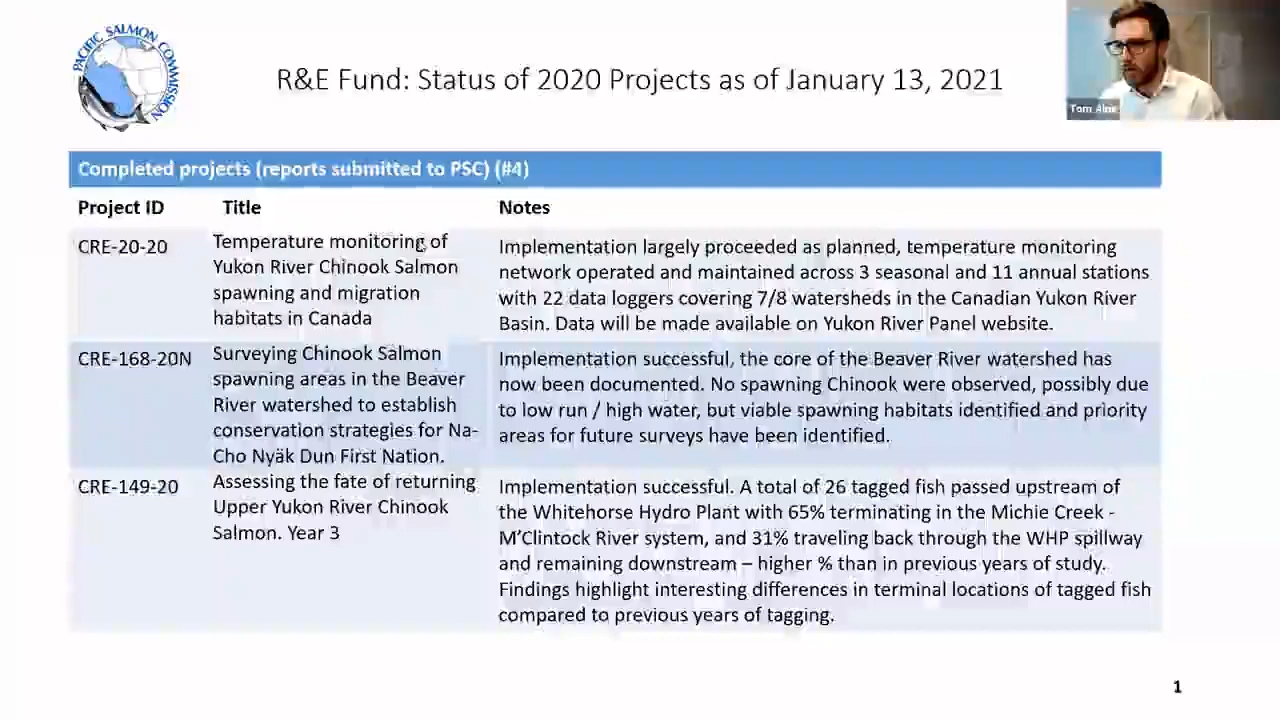 PACIFIC SALMON COMMISSION
R&E Fund: Status of 2020 Projects as of January 13, 2021
Tom
Completed projects (reports submitted to PSC) (#4)
Project ID Title Notes
CRE-20-20
Temperature monitoring of
Yukon River Chinook Salmon
spawning and migration
habitats in Canada
Implementation largely proceeded as planned, temperature monitoring
network operated and maintained across 3 seasonal and 11 annual stations
with 22 data loggers covering 7/8 watersheds in the Canadian Yukon River
Basin. Data will be made available on Yukon River Panel website.
CRE-168-20N
Surveying Chinook Salmon
spawning areas in the Beaver
River watershed to establish
conservation strategies for Na-
Cho Nyäk Dun First Nation.
Implementation successful, the core of the Beaver River watershed has
now been documented. No spawning Chinook were observed, possibly due
to low run / high water, but viable spawning habitats identified and priority
areas for future surveys have been identified.
CRE-149-20
Assessing the fate of returning
Upper Yukon River Chinook
Salmon. Year 3
Implementation successful. A total of 26 tagged fish passed upstream of
the Whitehorse Hydro Plant with 65% terminating in the Michie Creek -
M’Clintock River system, and 31% traveling back through the WHP spillway
and remaining downstream – higher % than in previous years of study.
Findings highlight interesting differences in terminal locations of tagged fish
compared to previous years of tagging.
1